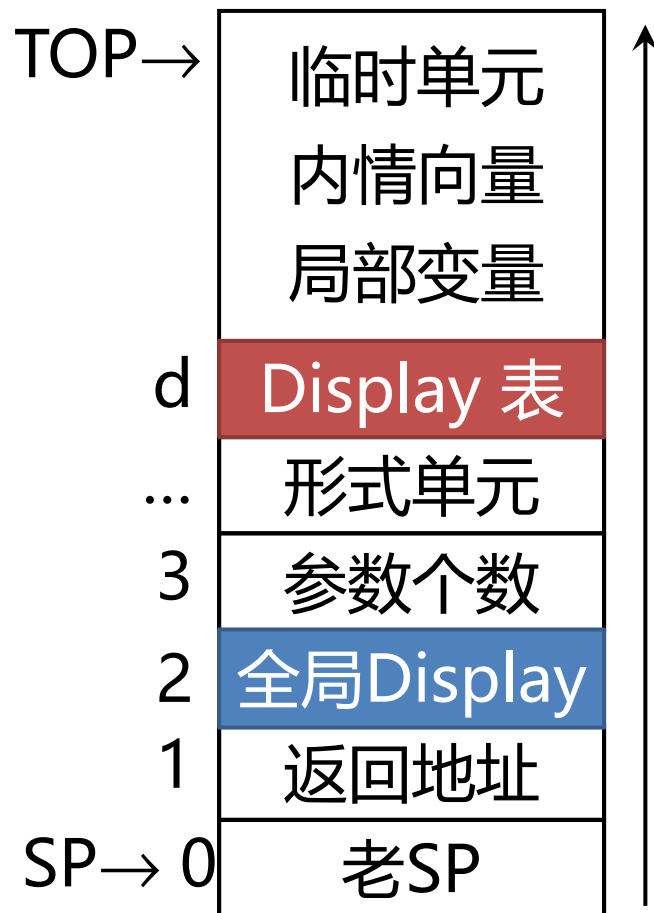 TOP→ 临时单元
内情向量
局部变量
d Display 表
... 形式单元
3 参数个数
2 全局Display
1 返回地址
SP→ 0 老SP